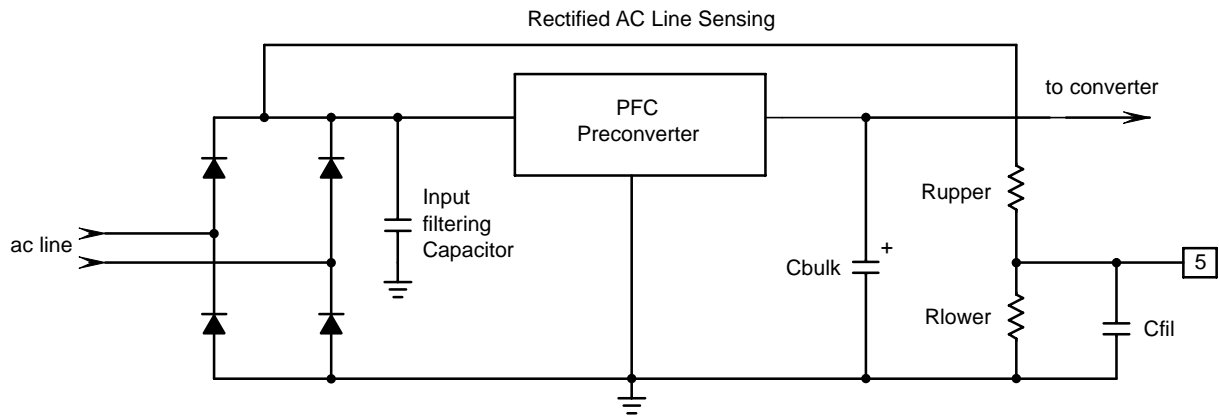 Rectified AC Line Sensing
to converter
PFC
Preconverter
Input
filtering
Capacitor
Rupper
ac line
+
5
Cbulk
Rlower
Cfil